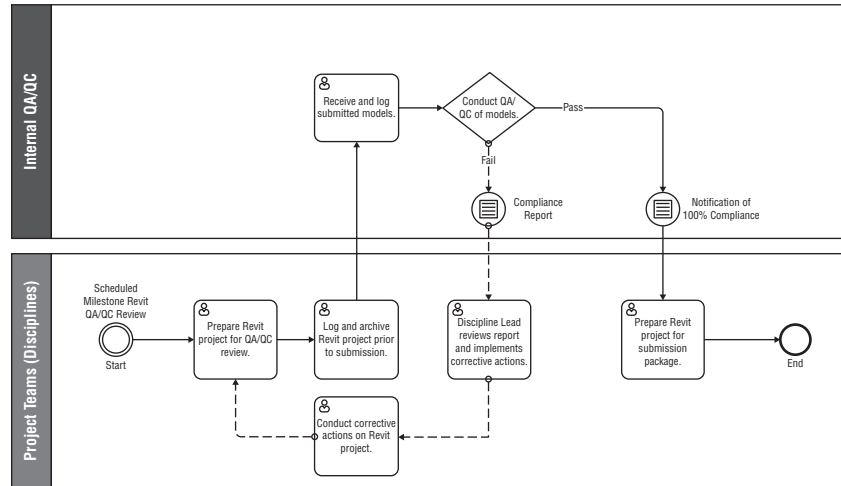 Internal QA/QC
Receive and log
submitted models.
Conduct QA/
QC of models.
Pass
Fail
Compliance
Report
Notification of
100% Compliance
Project Teams (Disciplines)
Scheduled
Milestone Revit
QA/QC Review
Start
Prepare Revit
project for QA/QC
review.
Log and archive
Revit project prior
to submission.
Discipline Lead
reviews report
and implements
corrective actions.
Prepare Revit
project for
submission
package.
End
Conduct corrective
actions on Revit
project.